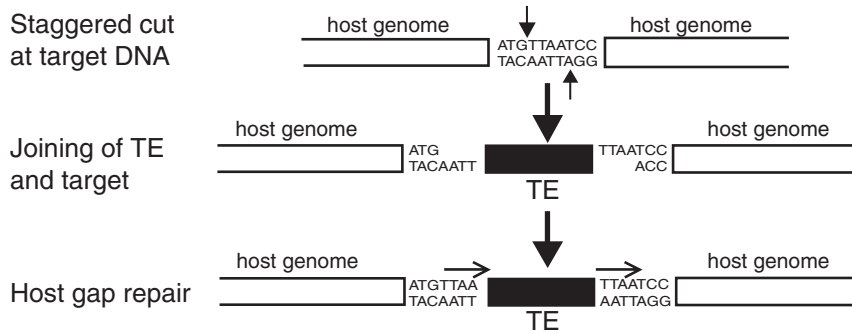 Staggered cut
at target DNA
host genome
ATGTTAATCC
TACAATTAGG
host genome
Joining of TE
and target
host genome
ATG
TACAATT
TE
TTAATCC
ACC
host genome
Host gap repair
host genome
ATGTTAA
TACAATT
TE
TTAATCC
AATTAGG
host genome